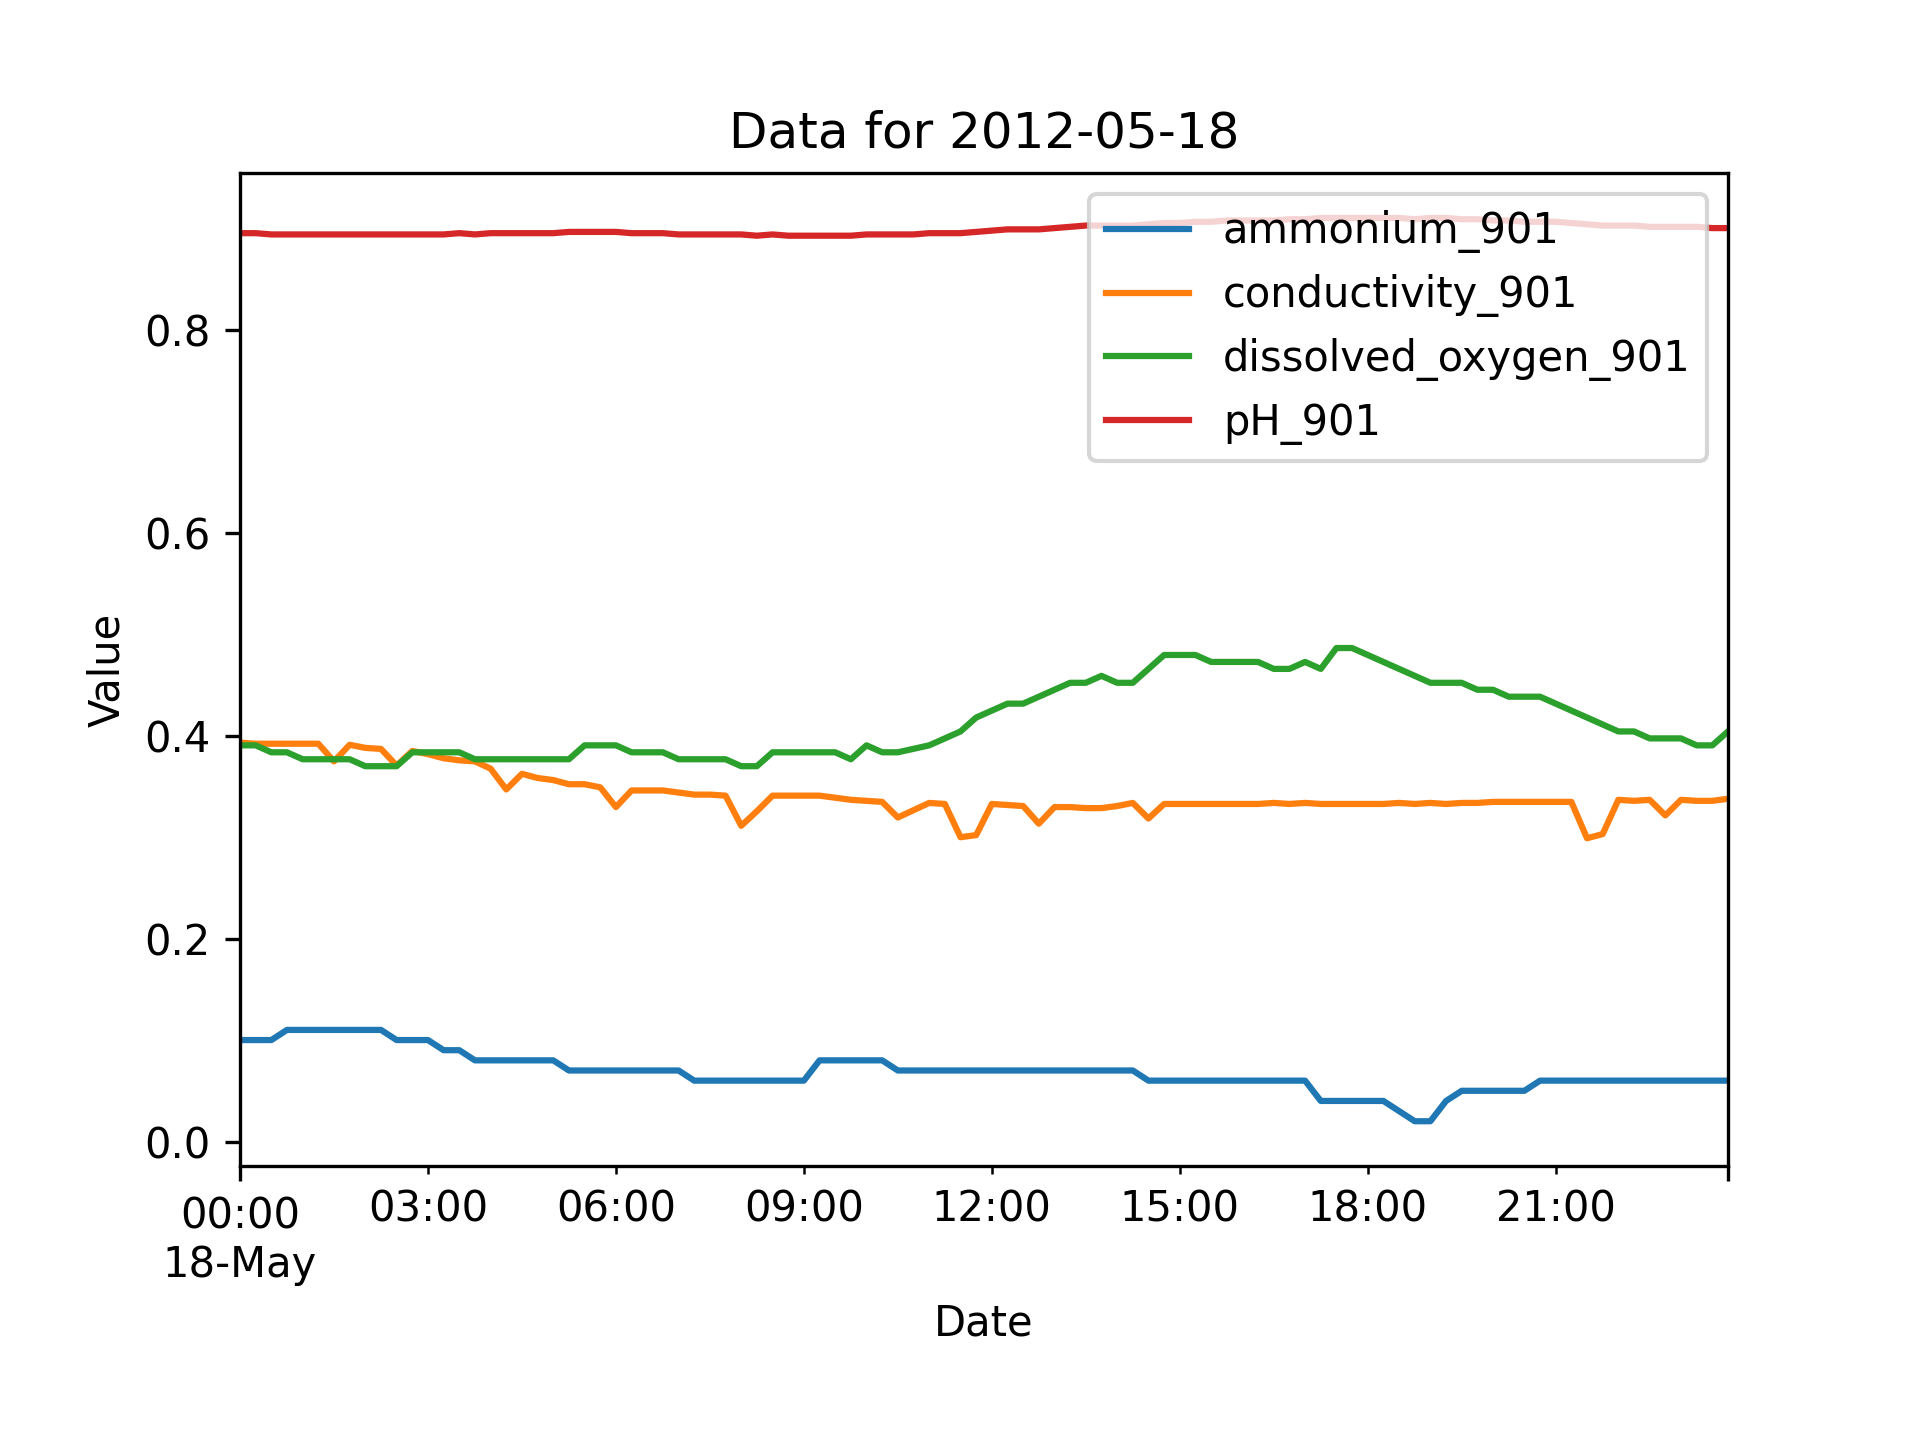 Data for 2012-05-18
ammonium_901
conductivity_901
dissolved_oxygen_901
pH_901
0.8
0.6
0.4
0.2
0.0
Value
00:00 03:00 06:00 09:00 12:00 15:00 18:00 21:00
18-May
Date